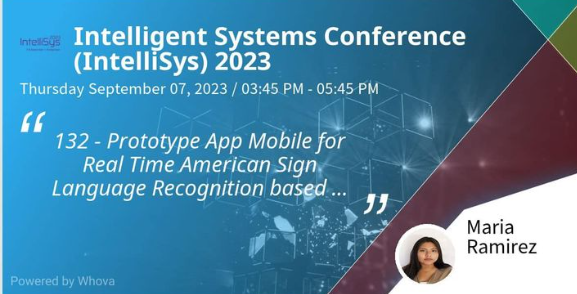 IntelliSys
Intelligent Systems Conference
(IntelliSys) 2023
Thursday September 07, 2023 / 03:45 PM - 05:45 PM
“
132 - Prototype App Mobile for
Real Time American Sign
Language Recognition based ...
”
Maria
Ramirez
Powered by Whova